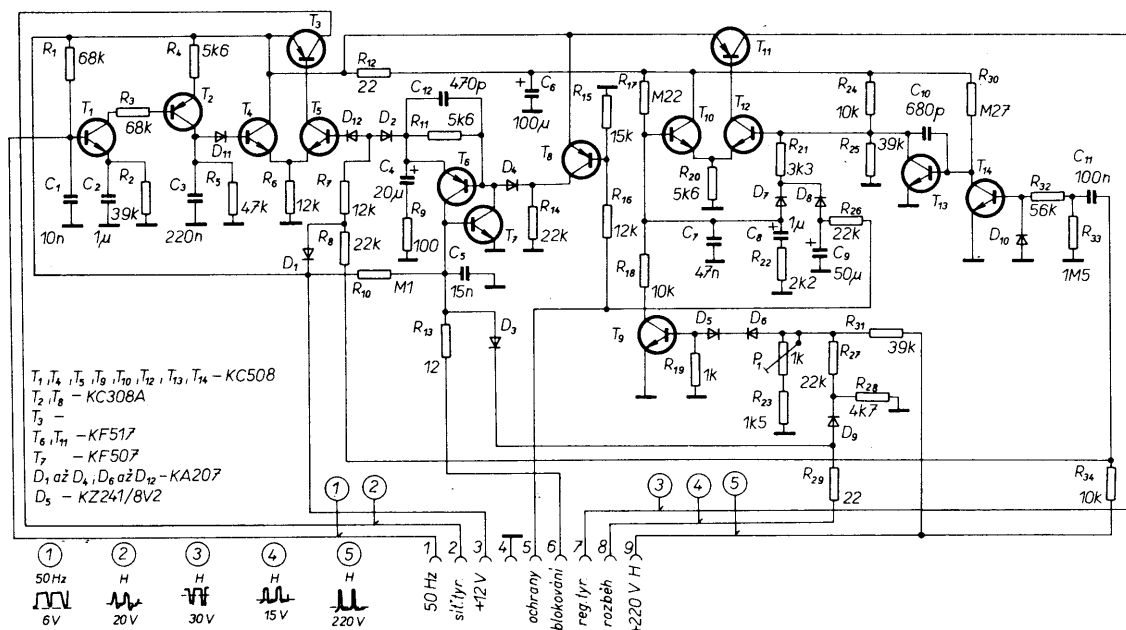 R1 68k
R3 68k
R4 5k6
T1
T2
T3
T4
T5
D11
D12
D2
R12 22
C12 470p
R11 5k6
C6 100µ
C1 10n
C2 1µ
R2 39k
C3 220n
R5 47k
R6 12k
R7 12k
R8 22k
D1
C4 20µ
R9 100
T6
T7
D4
R14 22k
C5 15n
R10 M1
R13 12
D3
T8
R15 15k
R16 12k
R17 M22
R18 10k
T9
T10
T11
T12
R20 5k6
R21 3k3
D7
D8
R26 22k
C7 47n
C8 1µ
R22 2k2
C9 50µ
R24 10k
R25 39k
C10 680p
R30 M27
T13
T14
D10
R32 56k
C11 100n
R33 1M5
D5
D6
R19 1k
P1 1k
R23 1k5
R27 22k
R28 4k7
R31 39k
D9
R29 22
R34 10k
T1, T4, T5, T9, T10, T12, T13, T14 - KC508
T2, T8 - KC308A
T3 -
T6, T11 - KF517
T7 - KF507
D1 až D4, D6 až D12 - KA207
D5 - KZ241/8V2
1 2 3 4 5
1 2 3 4 5 6 7 8 9
50 Hz
síť. tyr.
+12V
ochrany
blokování
reg. tyr.
rozběh
+220 V H
1 50 Hz 6V
2 H 20V
3 H 30V
4 H 15V
5 H 220V